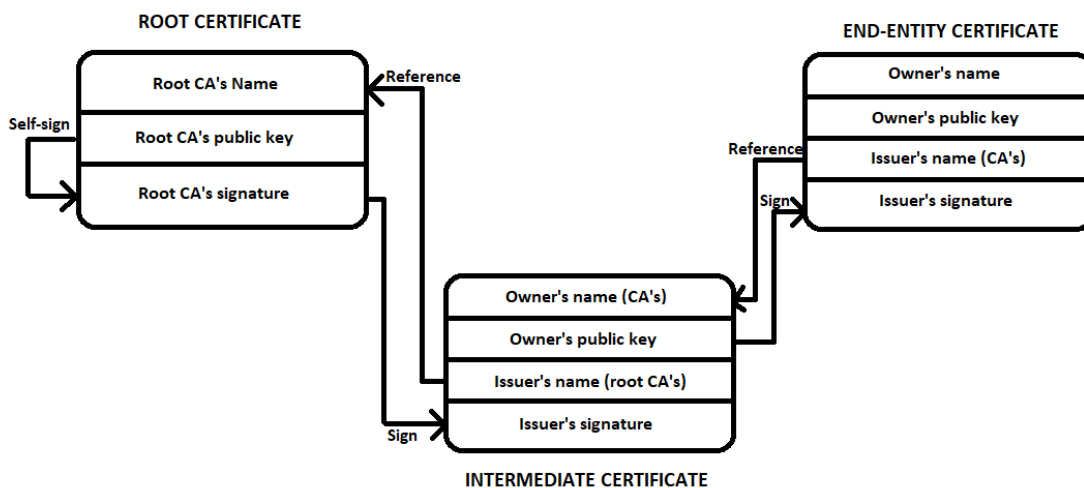 ROOT CERTIFICATE
Root CA's Name
Root CA's public key
Root CA's signature
Self-sign
Reference
Sign
Owner's name (CA's)
Owner's public key
Issuer's name (root CA's)
Issuer's signature
INTERMEDIATE CERTIFICATE
END-ENTITY CERTIFICATE
Owner's name
Owner's public key
Issuer's name (CA's)
Issuer's signature
Reference
Sign